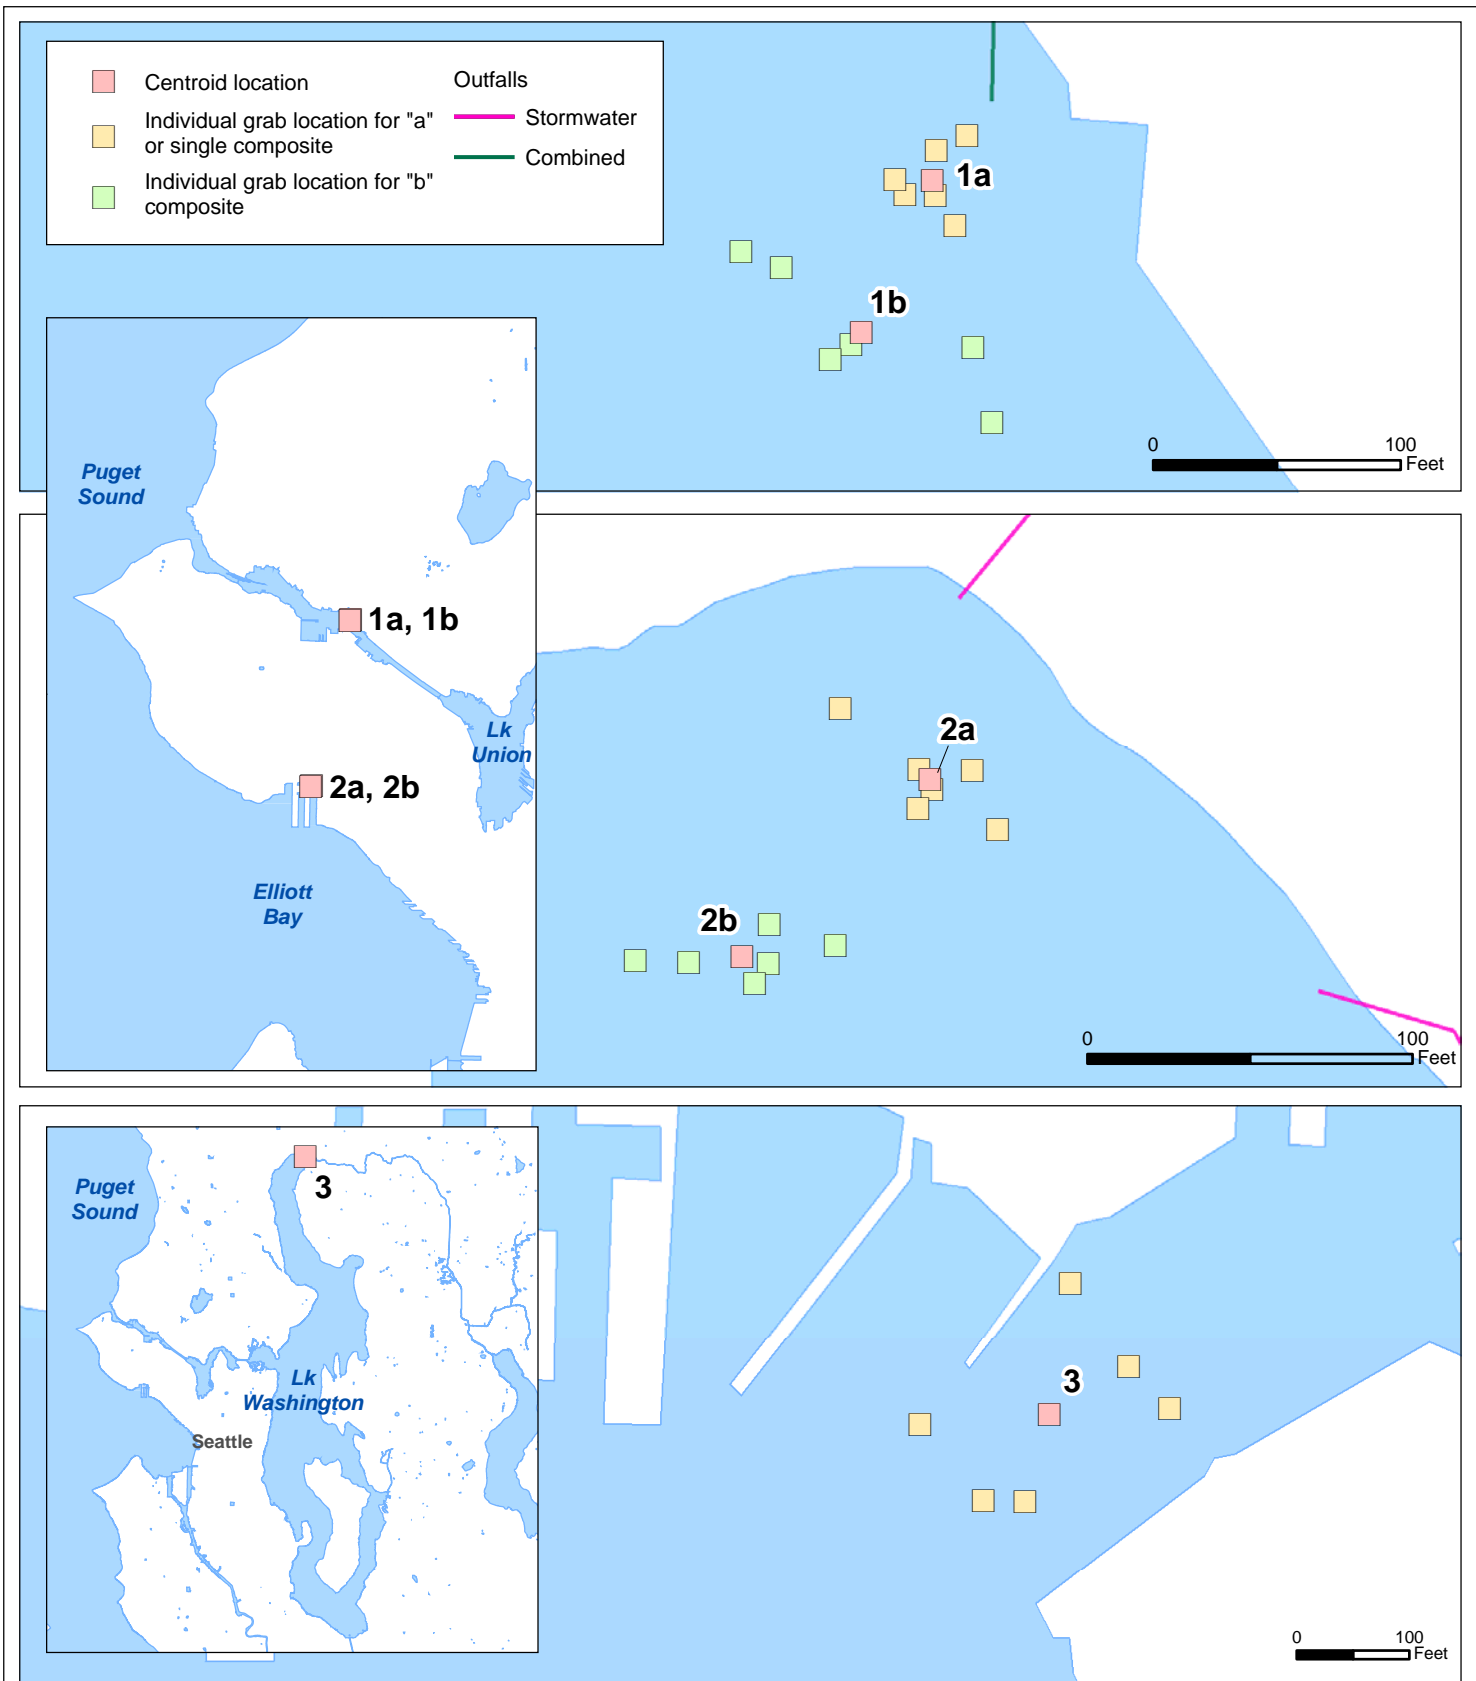 Centroid location
Individual grab location for "a"
or single composite
Individual grab location for "b"
composite
Outfalls
Stormwater
Combined
1a
1b
0 100
Feet
Puget
Sound
1a, 1b
Lk
Union
2a, 2b
Elliott
Bay
2a
2b
0 100
Feet
Puget
Sound
3
Lk
Washington
Seattle
3
0 100
Feet